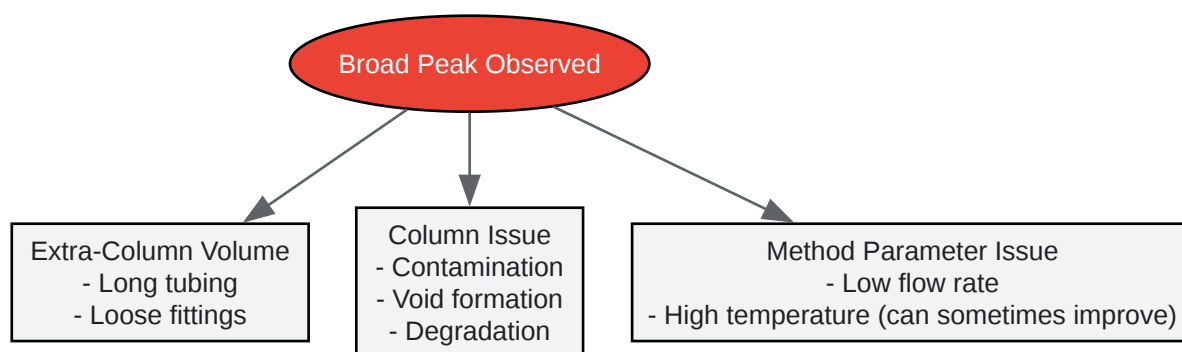 Broad Peak Observed
Extra-Column Volume
- Long tubing
- Loose fittings
Column Issue
- Contamination
- Void formation
- Degradation
Method Parameter Issue
- Low flow rate
- High temperature (can sometimes improve)